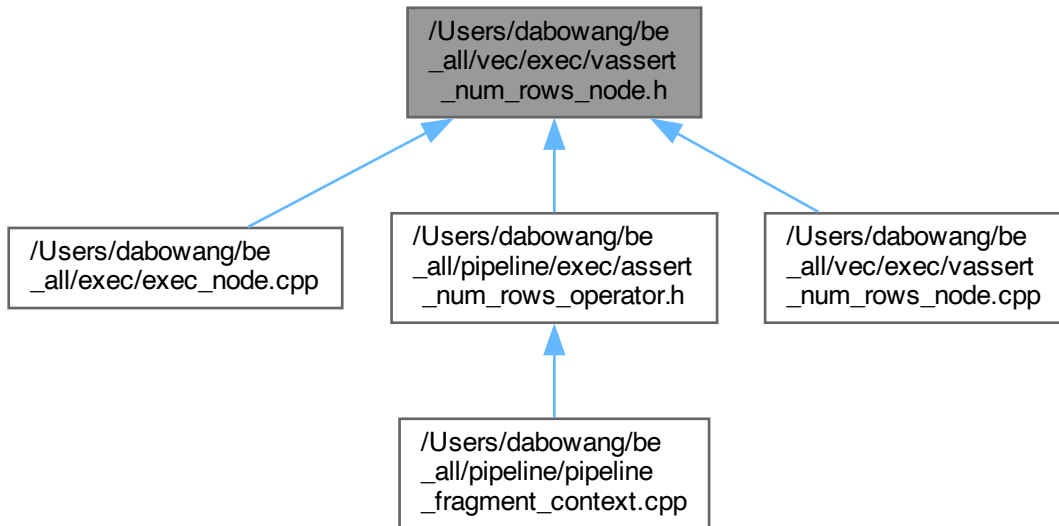 /Users/dabowang/be
_all/vec/exec/vassert
_num_rows_node.h
/Users/dabowang/be
_all/exec/exec_node.cpp
/Users/dabowang/be
_all/pipeline/exec/assert
_num_rows_operator.h
/Users/dabowang/be
_all/vec/exec/vassert
_num_rows_node.cpp
/Users/dabowang/be
_all/pipeline/pipeline
_fragment_context.cpp